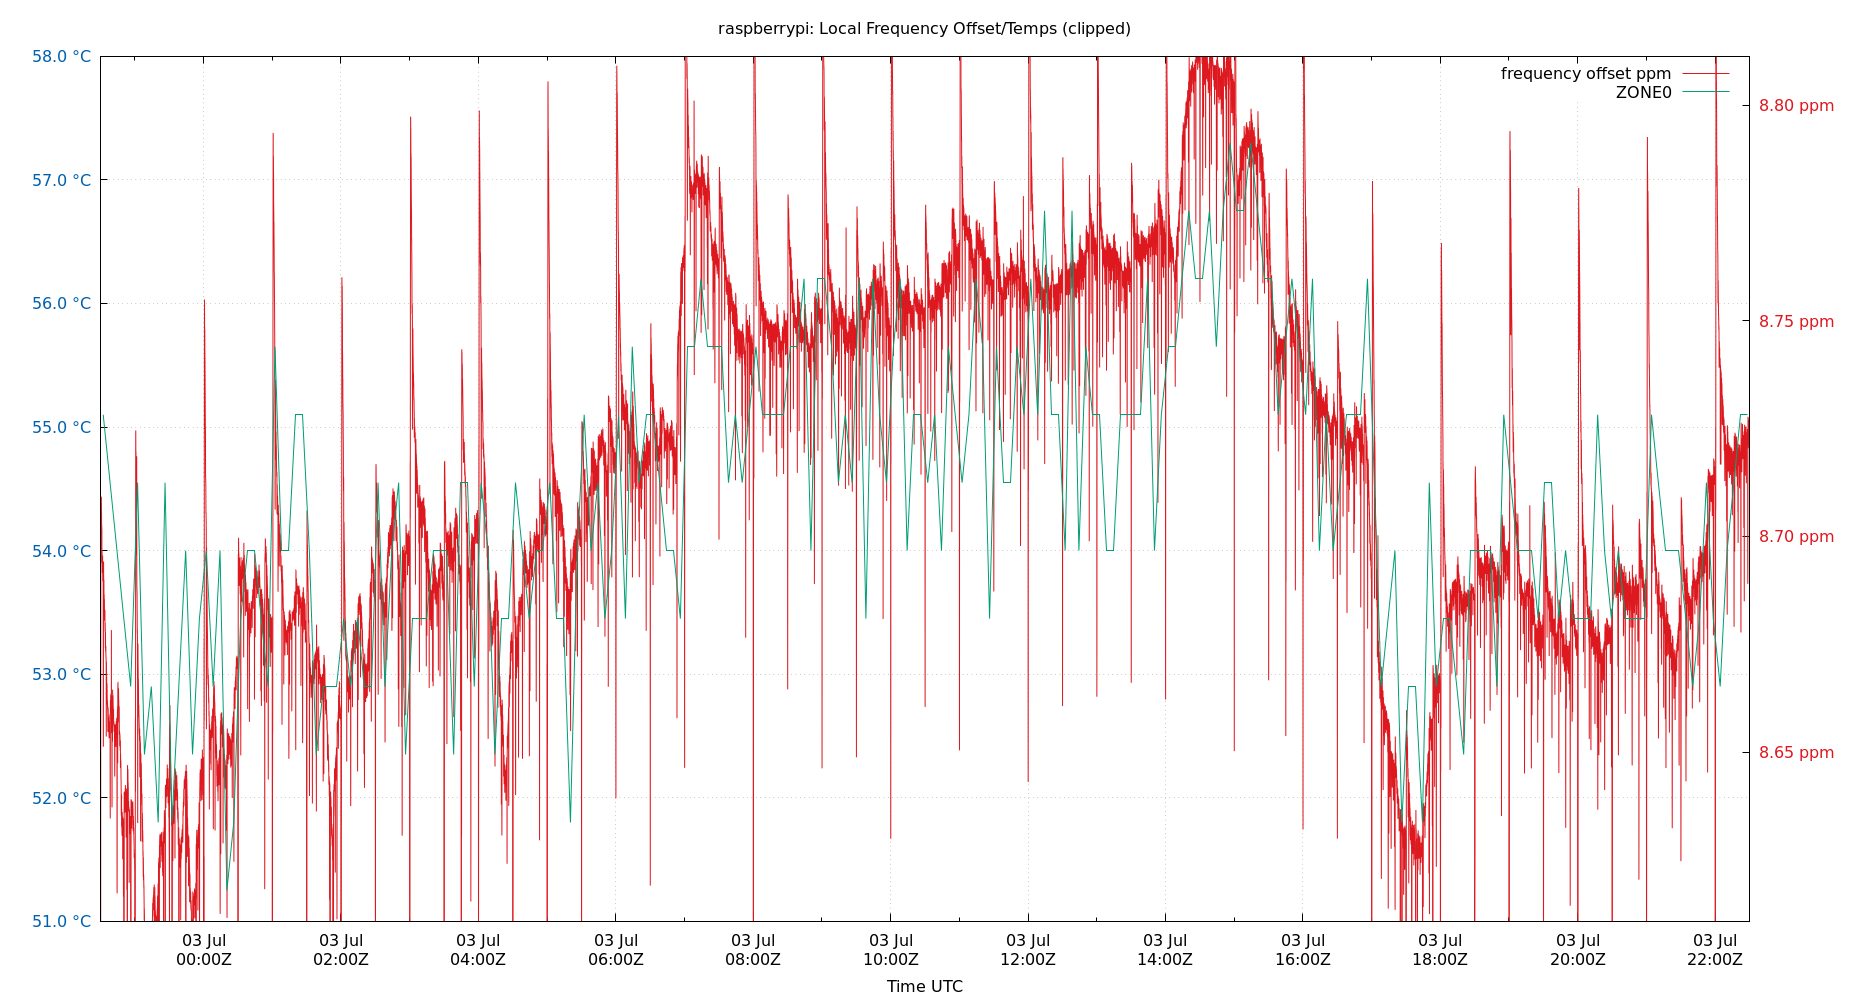 raspberrypi: Local Frequency Offset/Temps (clipped)
58.0 °C
57.0 °C
56.0 °C
55.0 °C
54.0 °C
53.0 °C
52.0 °C
51.0 °C
frequency offset ppm
ZONE0
8.80 ppm
8.75 ppm
8.70 ppm
8.65 ppm
03 Jul 03 Jul 03 Jul 03 Jul 03 Jul 03 Jul 03 Jul 03 Jul 03 Jul 03 Jul 03 Jul 03 Jul
00:00Z 02:00Z 04:00Z 06:00Z 08:00Z 10:00Z 12:00Z 14:00Z 16:00Z 18:00Z 20:00Z 22:00Z
Time UTC